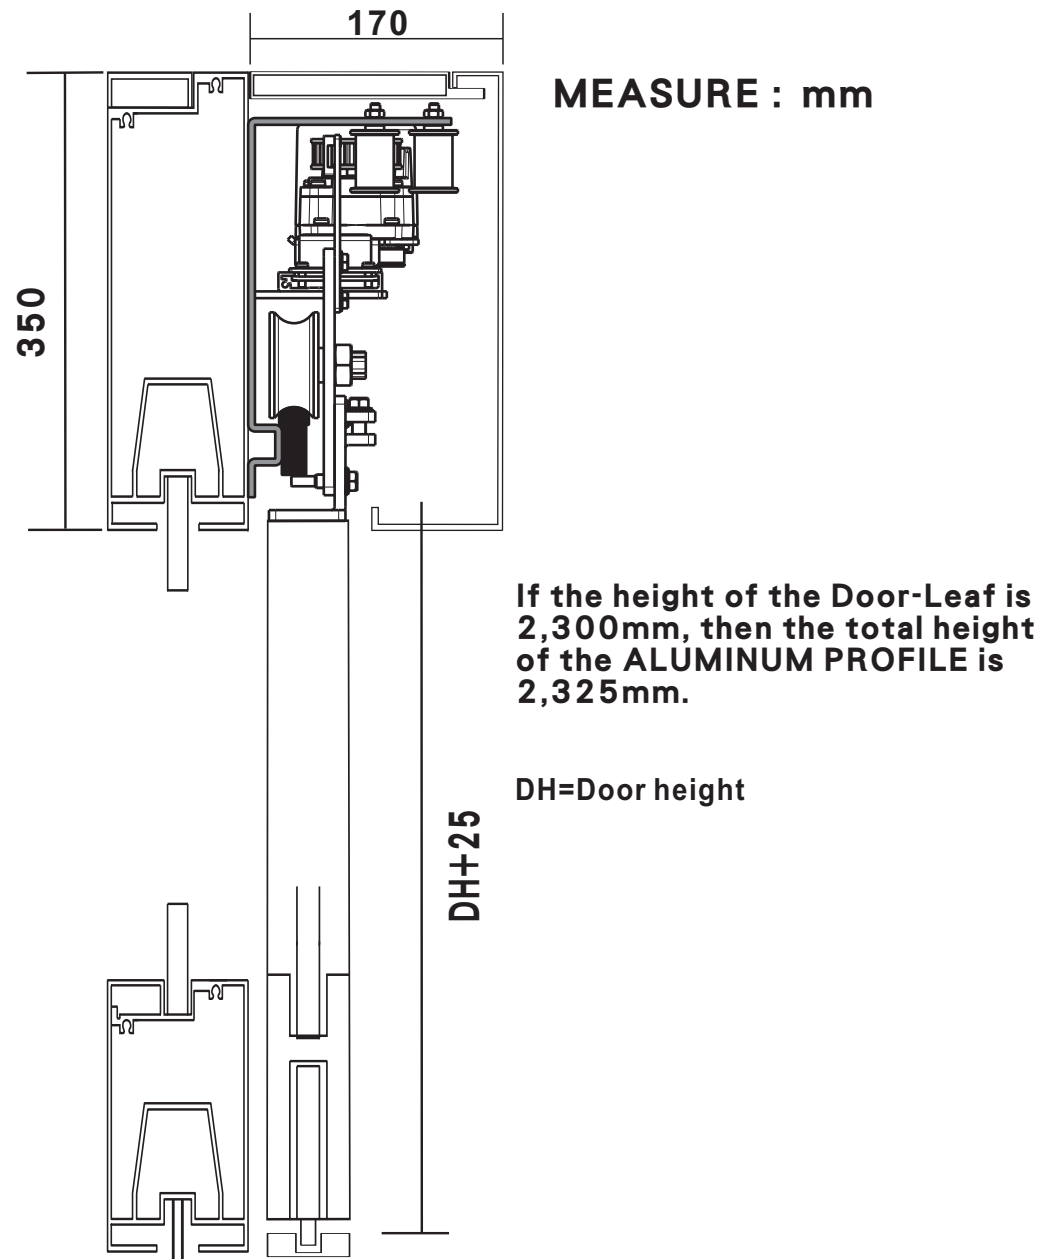 170
MEASURE : mm
350
If the height of the Door-Leaf is
2,300mm, then the total height
of the ALUMINUM PROFILE is
2,325mm.
DH=Door height
DH+25